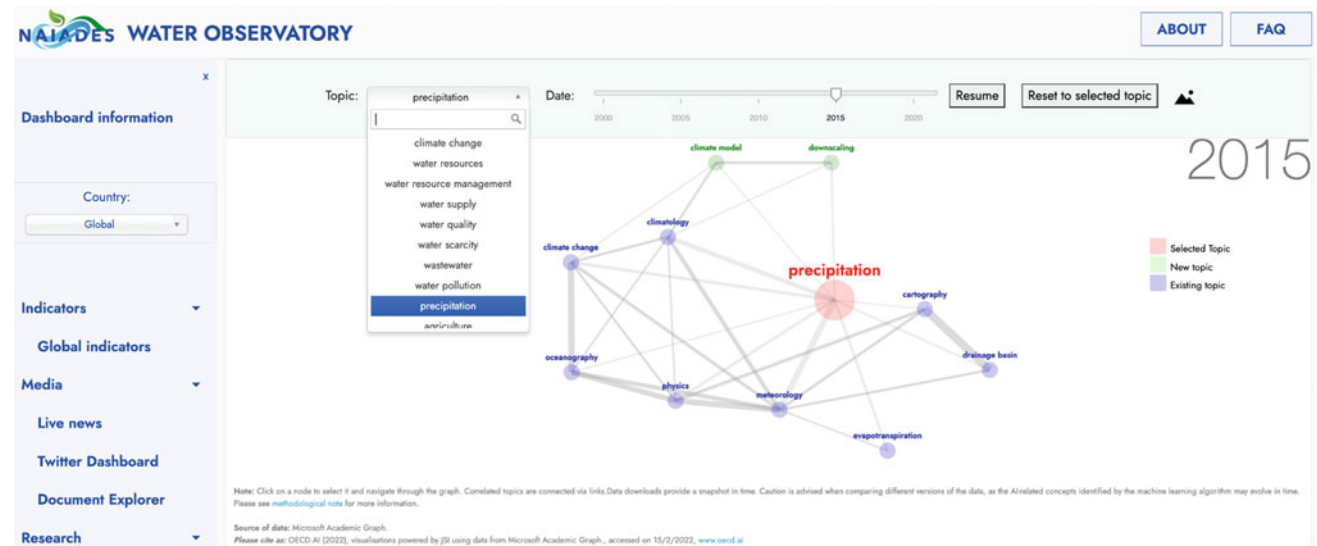 NAIADES WATER OBSERVATORY
ABOUT
FAQ
x
Dashboard information
Country:
Global
Indicators
Global indicators
Media
Live news
Twitter Dashboard
Document Explorer
Research
Topic:
precipitation
climate change
water resources
water resource management
water supply
water quality
water scarcity
wastewater
water pollution
precipitation
agriculture
Date:
2000 2005 2010 2015 2020
Resume
Reset to selected topic
2015
climate model
downscaling
climatology
climate change
precipitation
cartography
oceanography
drainage basin
physics
meteorology
evapotranspiration
Selected Topic
New topic
Existing topic
Note: Click on a node to select it and navigate through the graph. Correlated topics are connected via links.Data downloads provide a snapshot in time. Caution is advised when comparing different versions of the data, as the AI-related concepts identified by the machine learning algorithm may evolve in time.
Please see methodological note for more information.
Source of data: Microsoft Academic Graph.
Please cite as: OECD.AI (2022), visualisations powered by JSI using data from Microsoft Academic Graph., accessed on 15/2/2022, www.oecd.ai